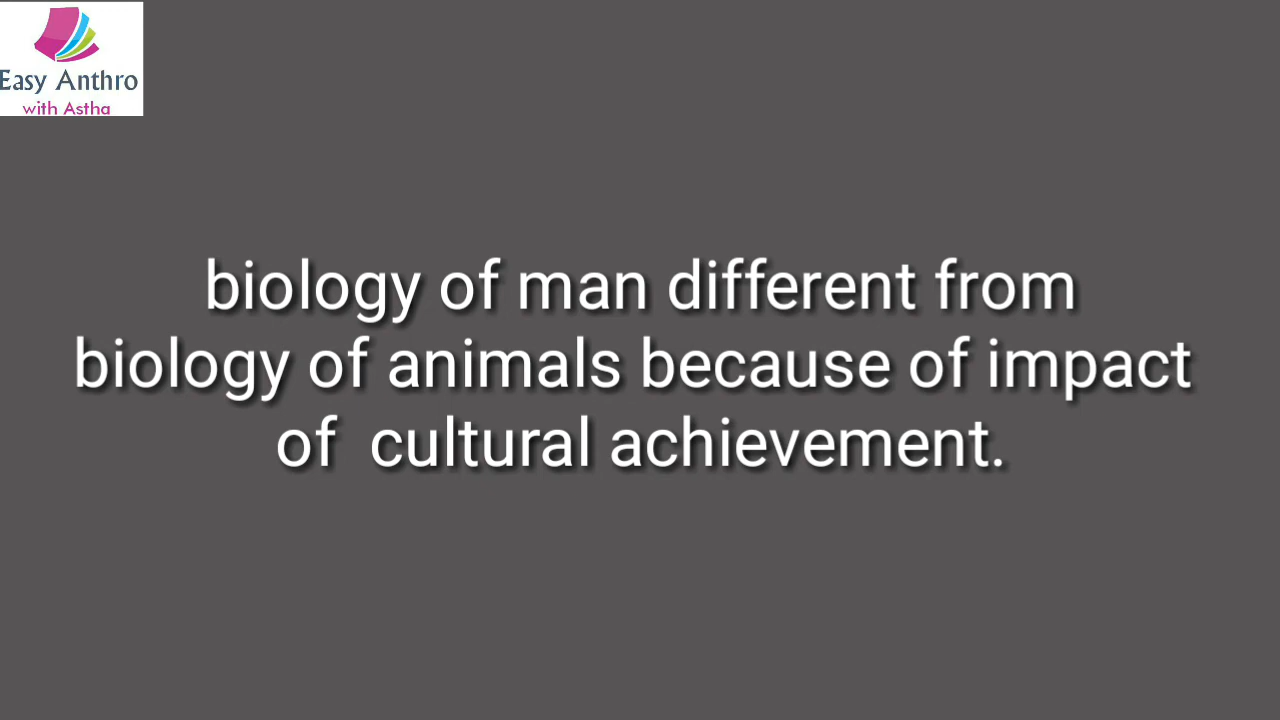 Easy Anthro
with Astha
biology of man different from
biology of animals because of impact
of  cultural achievement.